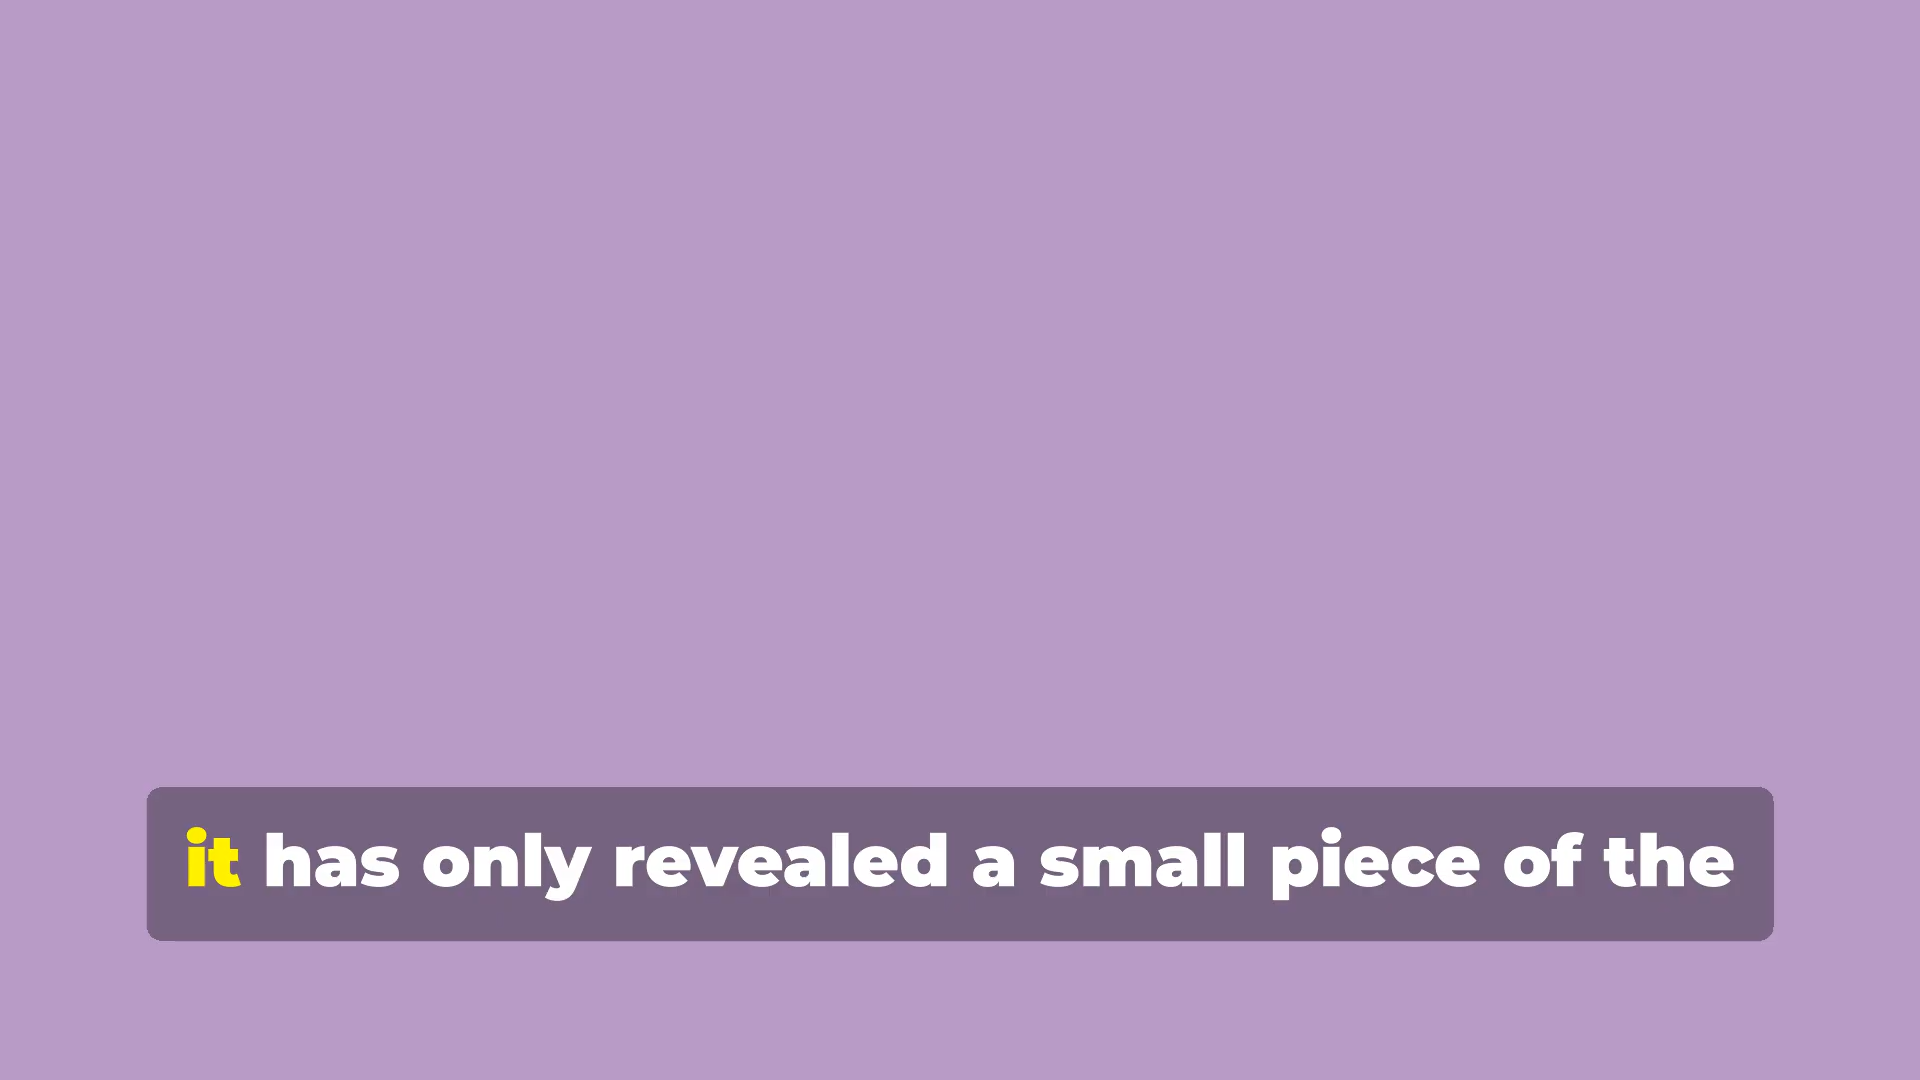 it has only revealed a small piece of the